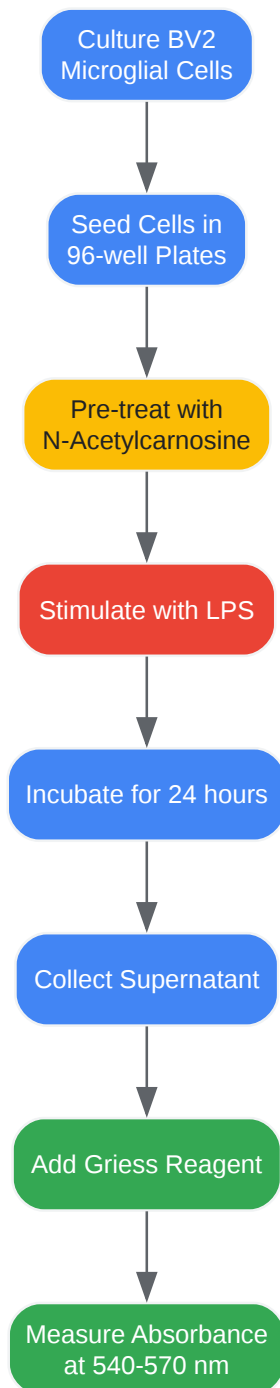 Culture BV2
Microglial Cells
Seed Cells in
96-well Plates
Pre-treat with
N-Acetylcarnosine
Stimulate with LPS
Incubate for 24 hours
Collect Supernatant
Add Griess Reagent
Measure Absorbance
at 540-570 nm